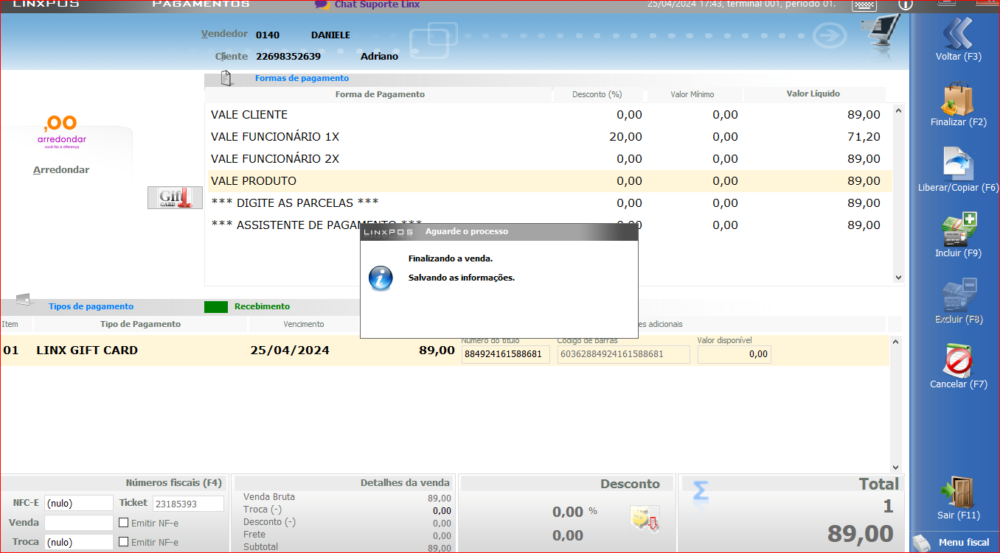 LINXPOS PAGAMENTOS Chat Suporte Linx 25/04/2024 17:43, terminal 001, período 01.
Vendedor 0140 DANIELE
Cliente 22698352639 Adriano
Voltar (F3)
Formas de pagamento
Forma de Pagamento Desconto (%) Valor Mínimo Valor Líquido
VALE CLIENTE 0,00 0,00 89,00
VALE FUNCIONÁRIO 1X 20,00 0,00 71,20
VALE FUNCIONÁRIO 2X 0,00 0,00 89,00
VALE PRODUTO 0,00 0,00 89,00
*** DIGITE AS PARCELAS *** 0,00 0,00 89,00
*** ASSISTENTE DE PAGAMENTO *** 0,00 0,00 89,00
,00
arredondar
você faz a diferença.
Arredondar
Gift
CARD
Finalizar (F2)
Liberar/Copiar (F6)
Incluir (F9)
Excluir (F8)
Cancelar (F7)
LINXPOS Aguarde o processo
Finalizando a venda.
Salvando as informações.
Tipos de pagamento Recebimento
Item Tipo de Pagamento Vencimento es adicionais
Número do título Código de barras Valor disponível
01 LINX GIFT CARD 25/04/2024 89,00 884924161588681 60362884924161588681 0,00
Números fiscais (F4)
NFC-E (nulo) Ticket 23185393
Venda Emitir NF-e
Troca (nulo) Emitir NF-e
Detalhes da venda
Venda Bruta 89,00
Troca (-) 0,00
Desconto (-) 0,00
Frete 0,00
Subtotal 89,00
Desconto
0,00 %
0,00
Σ Total
1
89,00
Sair (F11)
Menu fiscal